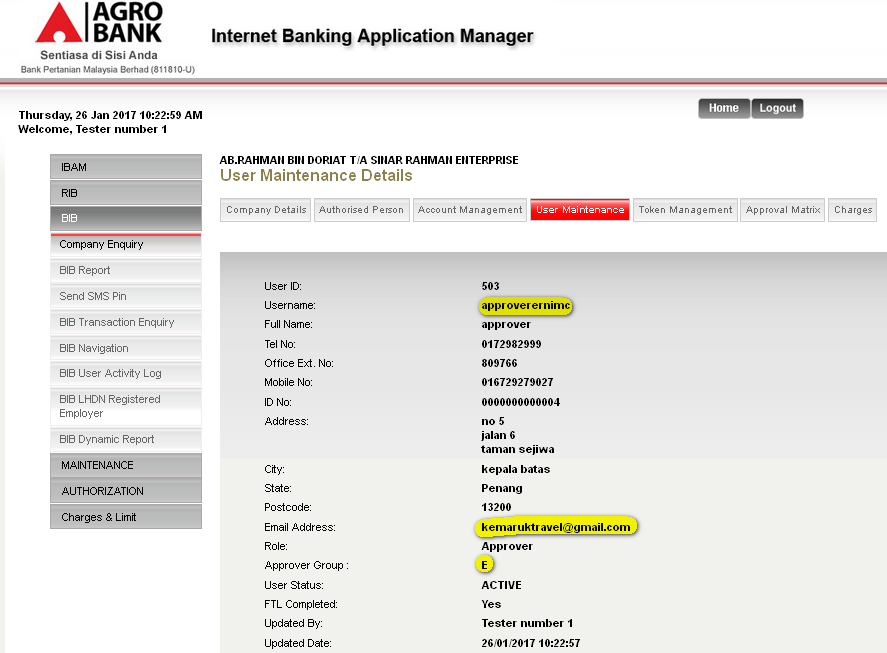 AGRO
BANK
Sentiasa di Sisi Anda
Bank Pertanian Malaysia Berhad (811810-U)
Internet Banking Application Manager
Home
Logout
Thursday, 26 Jan 2017 10:22:59 AM
Welcome, Tester number 1
IBAM
RIB
BIB
Company Enquiry
BIB Report
Send SMS Pin
BIB Transaction Enquiry
BIB Navigation
BIB User Activity Log
BIB LHDN Registered
Employer
BIB Dynamic Report
MAINTENANCE
AUTHORIZATION
Charges & Limit
AB.RAHMAN BIN DORIAT T/A SINAR RAHMAN ENTERPRISE
User Maintenance Details
Company Details
Authorised Person
Account Management
User Maintenance
Token Management
Approval Matrix
Charges
User ID: 503
Username: approverernimc
Full Name: approver
Tel No: 0172982999
Office Ext. No: 809766
Mobile No: 016729279027
ID No: 0000000000004
Address: no 5
jalan 6
taman sejiwa
City: kepala batas
State: Penang
Postcode: 13200
Email Address: kemaruktravel@gmail.com
Role: Approver
Approver Group : E
User Status: ACTIVE
FTL Completed: Yes
Updated By: Tester number 1
Updated Date: 26/01/2017 10:22:57